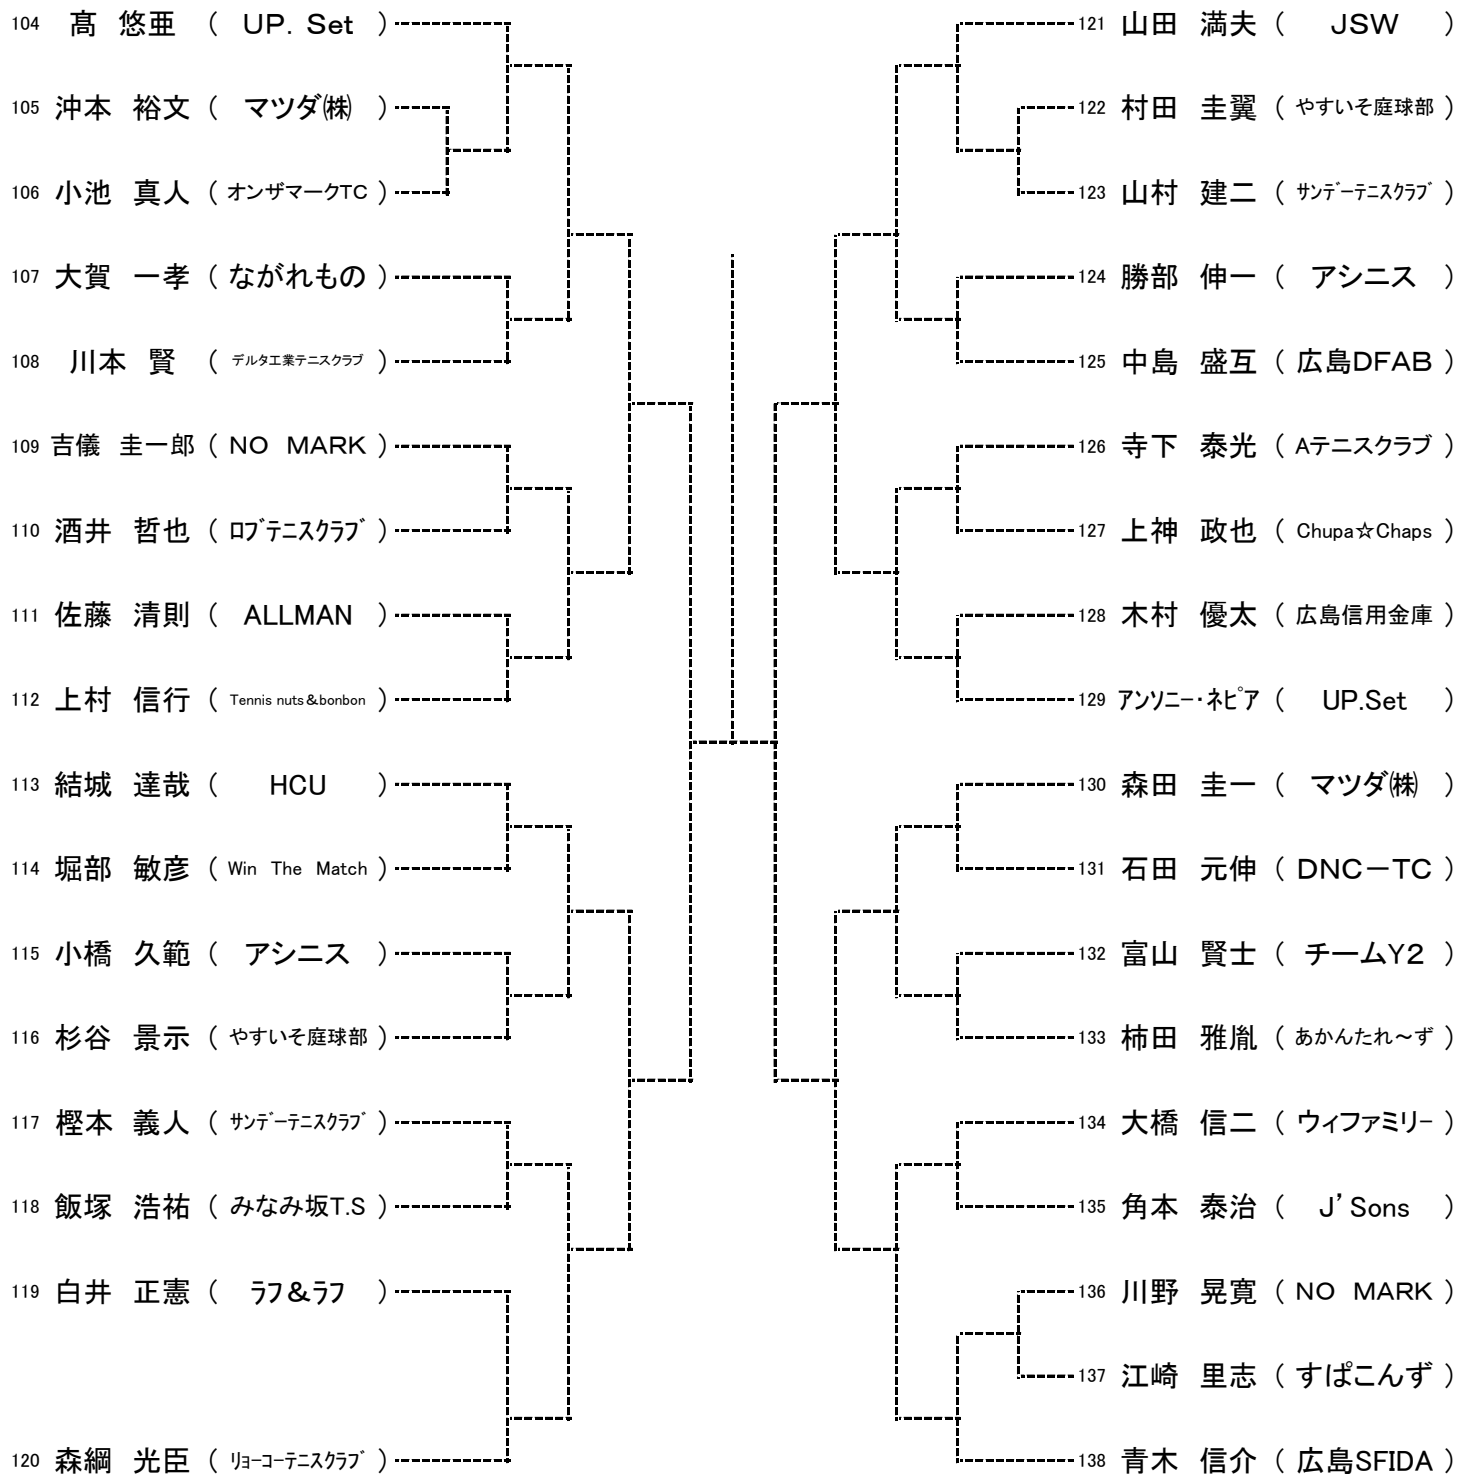 104 髙 悠亜 ( UP. Set )
105 沖本 裕文 ( マツダ㈱ )
106 小池 真人 ( オンザマークTC )
107 大賀 一孝 ( ながれもの )
108 川本 賢 ( デルタ工業テニスクラブ )
109 吉儀 圭一郎 ( NO MARK )
110 酒井 哲也 ( ﾛﾌﾞﾃﾆｽｸﾗﾌﾞ )
111 佐藤 清則 ( ALLMAN )
112 上村 信行 ( Tennis nuts&bonbon )
113 結城 達哉 ( HCU )
114 堀部 敏彦 ( Win The Match )
115 小橋 久範 ( アシニス )
116 杉谷 景示 ( やすいそ庭球部 )
117 樫本 義人 ( ｻﾝﾃﾞｰﾃﾆｽｸﾗﾌﾞ )
118 飯塚 浩祐 ( みなみ坂T.S )
119 白井 正憲 ( ﾗﾌ&ﾗﾌ )
120 森綱 光臣 ( ﾘｮｰｺｰﾃﾆｽｸﾗﾌﾞ )
121 山田 満夫 ( JSW )
122 村田 圭翼 ( やすいそ庭球部 )
123 山村 建二 ( ｻﾝﾃﾞｰﾃﾆｽｸﾗﾌﾞ )
124 勝部 伸一 ( アシニス )
125 中島 盛互 ( 広島DFAB )
126 寺下 泰光 ( Aテニスクラブ )
127 上神 政也 ( Chupa☆Chaps )
128 木村 優太 ( 広島信用金庫 )
129 ｱﾝｿﾆｰ･ﾈﾋﾟｱ ( UP.Set )
130 森田 圭一 ( マツダ㈱ )
131 石田 元伸 ( DNC－TC )
132 富山 賢士 ( チームY2 )
133 柿田 雅胤 ( あかんたれ～ず )
134 大橋 信二 ( ウィファミリｰ )
135 角本 泰治 ( J’Sons )
136 川野 晃寛 ( NO MARK )
137 江崎 里志 ( すぱこんず )
138 青木 信介 ( 広島SFIDA )